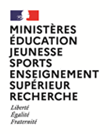 MINISTÈRES
ÉDUCATION
JEUNESSE
SPORTS
ENSEIGNEMENT
SUPÉRIEUR
RECHERCHE
Liberté
Égalité
Fraternité